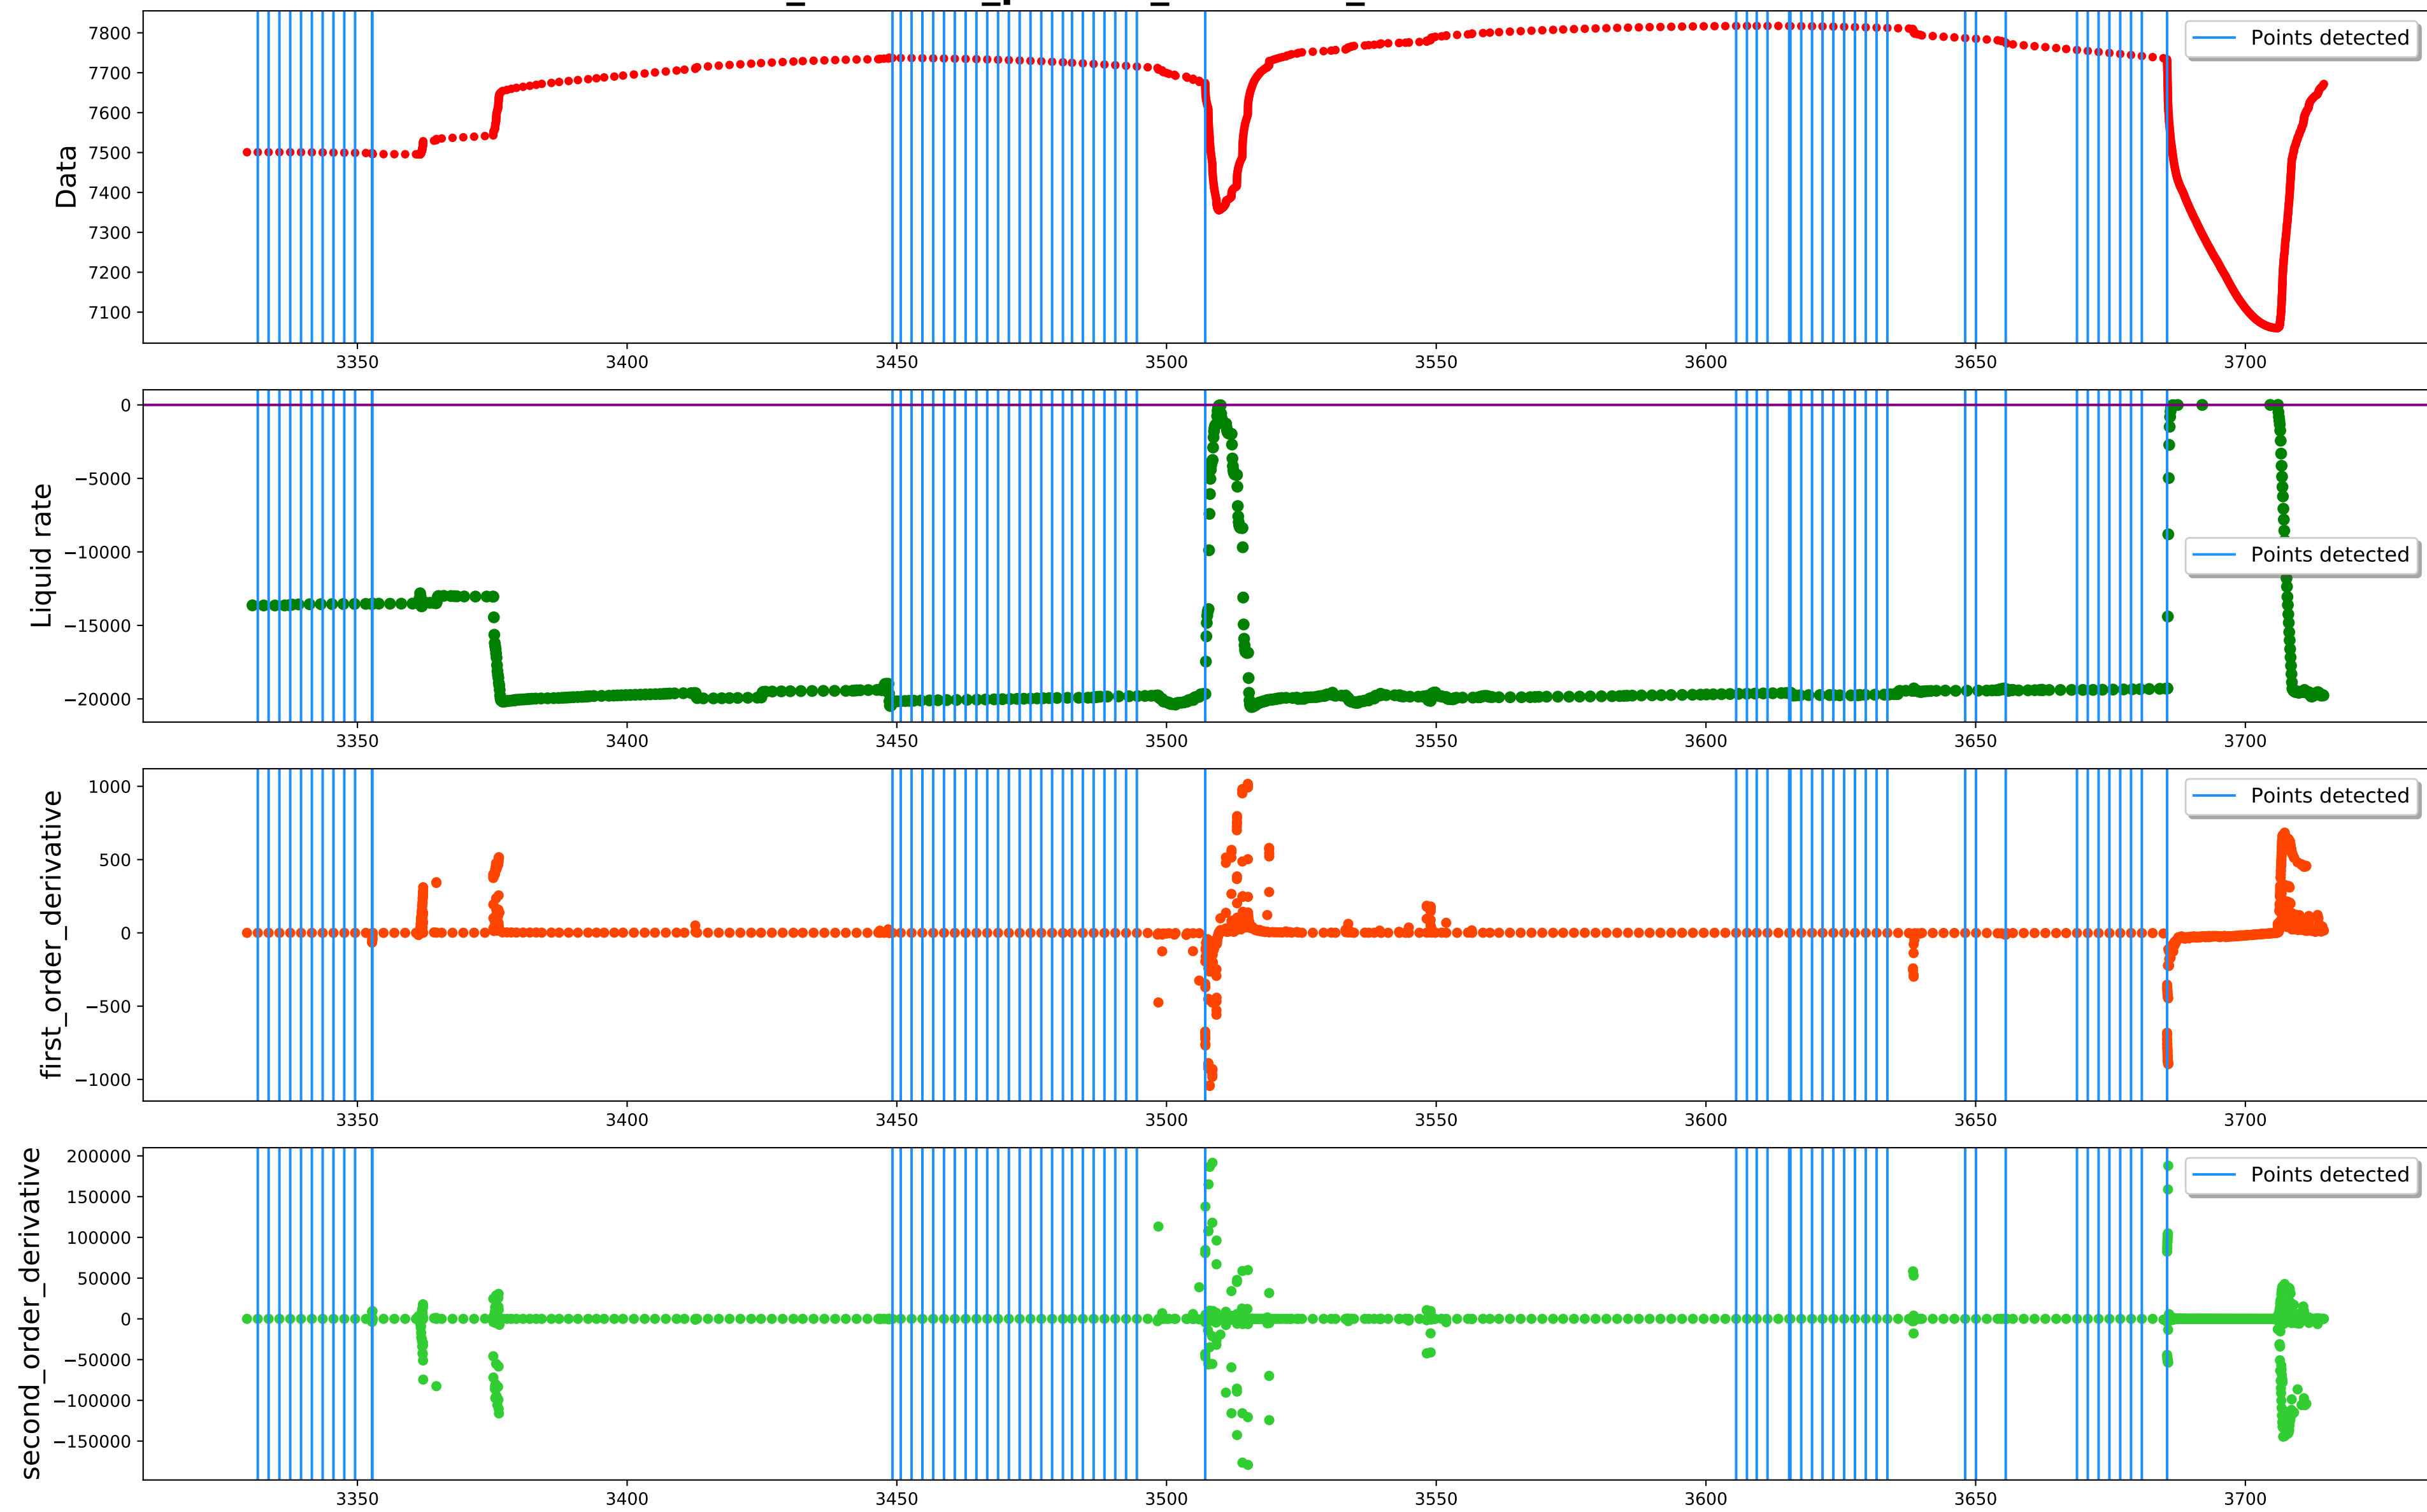 Data
7800
7700
7600
7500
7400
7300
7200
7100
Points detected
3350 3400 3450 3500 3550 3600 3650 3700
Liquid rate
0
−5000
−10000
−15000
−20000
Points detected
3350 3400 3450 3500 3550 3600 3650 3700
first_order_derivative
1000
500
0
−500
−1000
Points detected
3350 3400 3450 3500 3550 3600 3650 3700
second_order_derivative
200000
150000
100000
50000
0
−50000
−100000
−150000
Points detected
3350 3400 3450 3500 3550 3600 3650 3700